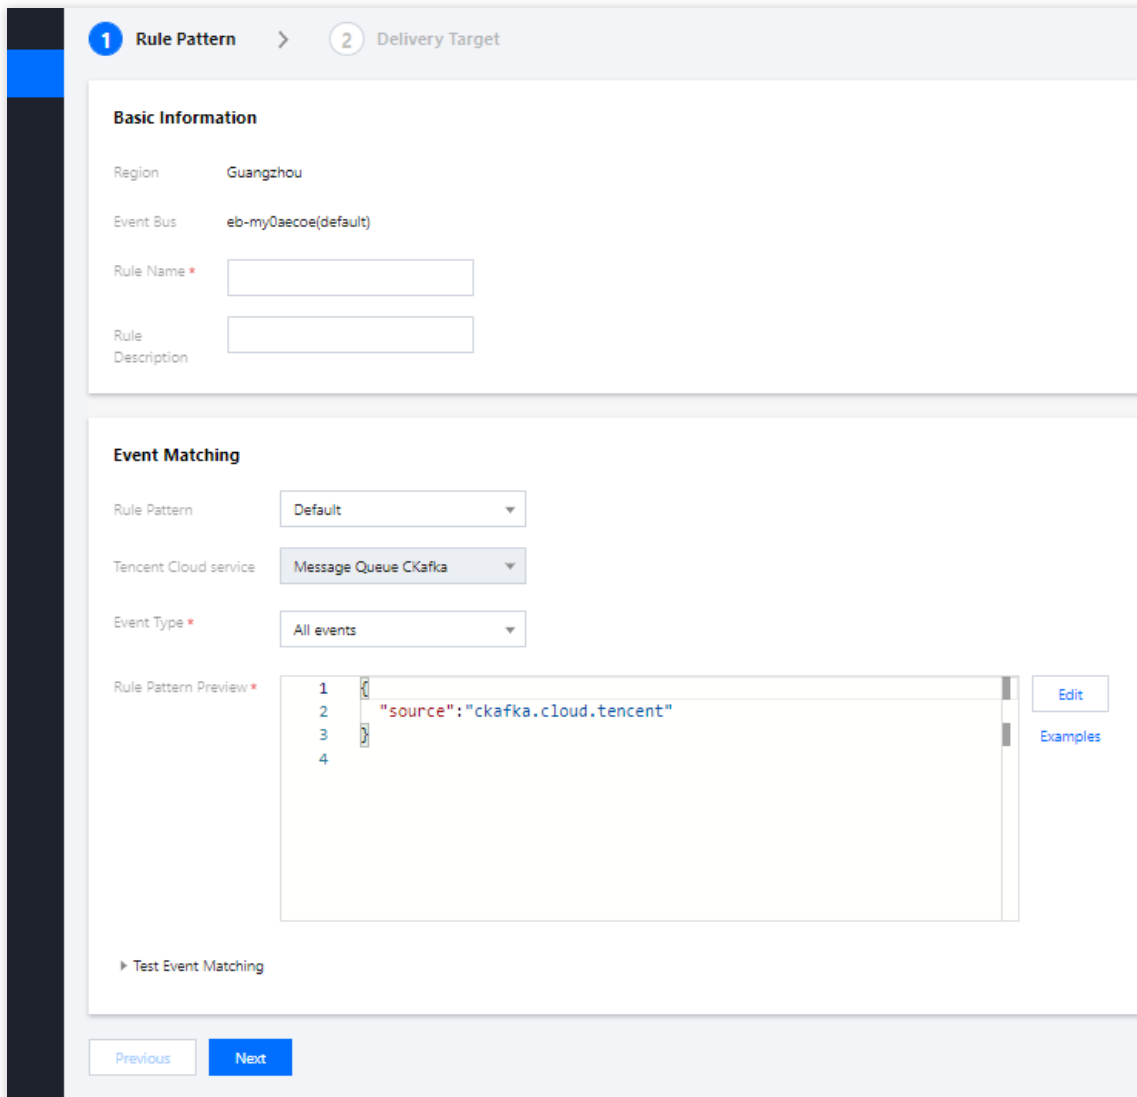 1 Rule Pattern > 2 Delivery Target
Basic Information
Region Guangzhou
Event Bus eb-my0aecoe(default)
Rule Name *
Rule
Description
Event Matching
Rule Pattern Default
Tencent Cloud service Message Queue CKafka
Event Type * All events
Rule Pattern Preview * 1 { Edit
2 "source":"ckafka.cloud.tencent"
3 } Examples
4
Test Event Matching
Previous Next